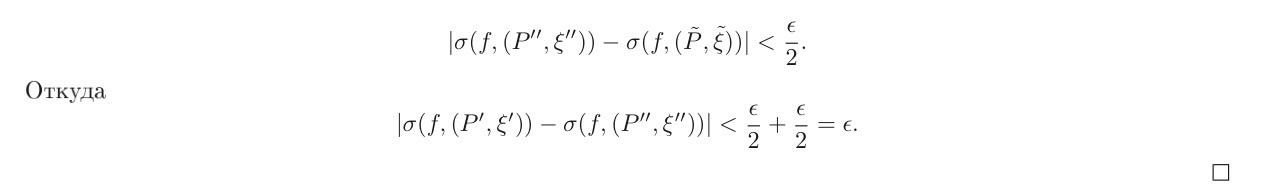 |σ(f, (P′′, ξ′′)) − σ(f, (P̃, ξ̃))| < ϵ/2.
Откуда
|σ(f, (P′, ξ′)) − σ(f, (P′′, ξ′′))| < ϵ/2 + ϵ/2 = ϵ.
□